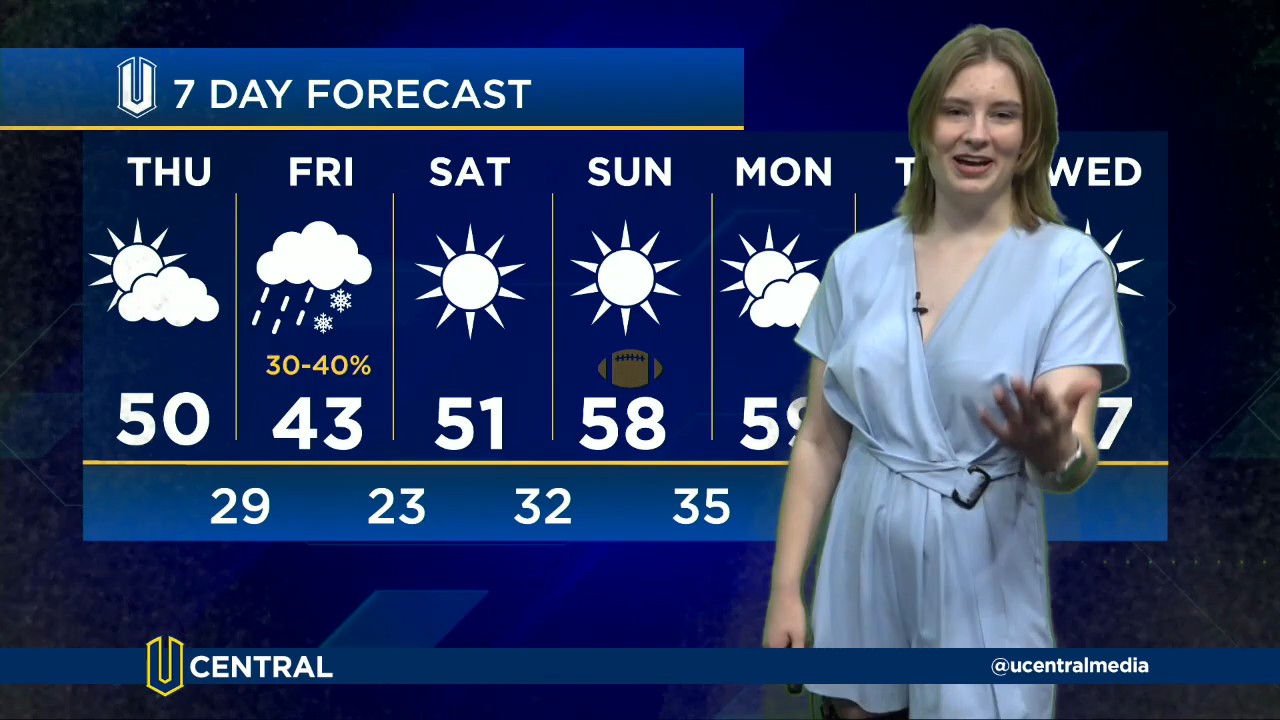 7 DAY FORECAST
THU FRI SAT SUN MON WED
30-40%
50 43 51 58
29 23 32 35
U CENTRAL @ucentralmedia